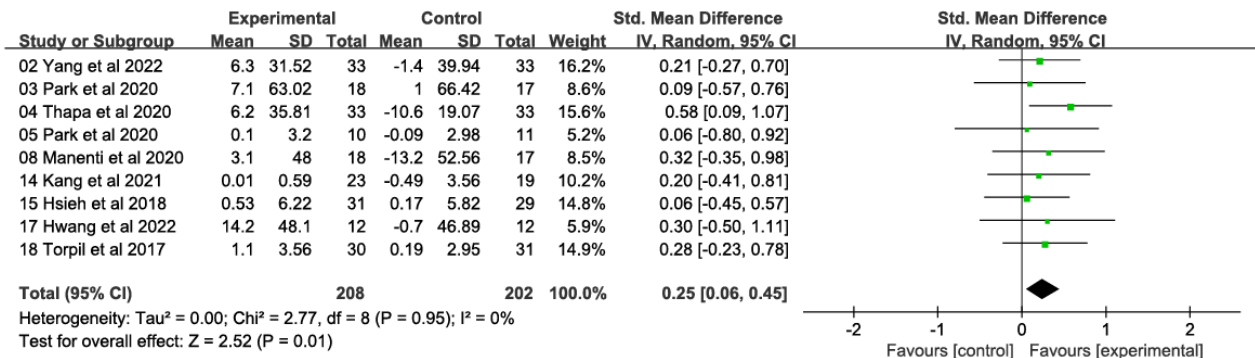 Experimental Control Std. Mean Difference Std. Mean Difference
Study or Subgroup Mean SD Total Mean SD Total Weight IV, Random, 95% CI IV, Random, 95% CI
02 Yang et al 2022 6.3 31.52 33 -1.4 39.94 33 16.2% 0.21 [-0.27, 0.70]
03 Park et al 2020 7.1 63.02 18 1 66.42 17 8.6% 0.09 [-0.57, 0.76]
04 Thapa et al 2020 6.2 35.81 33 -10.6 19.07 33 15.6% 0.58 [0.09, 1.07]
05 Park et al 2020 0.1 3.2 10 -0.09 2.98 11 5.2% 0.06 [-0.80, 0.92]
08 Manenti et al 2020 3.1 48 18 -13.2 52.56 17 8.5% 0.32 [-0.35, 0.98]
14 Kang et al 2021 0.01 0.59 23 -0.49 3.56 19 10.2% 0.20 [-0.41, 0.81]
15 Hsieh et al 2018 0.53 6.22 31 0.17 5.82 29 14.8% 0.06 [-0.45, 0.57]
17 Hwang et al 2022 14.2 48.1 12 -0.7 46.89 12 5.9% 0.30 [-0.50, 1.11]
18 Torpil et al 2017 1.1 3.56 30 0.19 2.95 31 14.9% 0.28 [-0.23, 0.78]
Total (95% CI) 208 202 100.0% 0.25 [0.06, 0.45]
Heterogeneity: Tau² = 0.00; Chi² = 2.77, df = 8 (P = 0.95); I² = 0%
Test for overall effect: Z = 2.52 (P = 0.01)
-2 -1 0 1 2
Favours [control] Favours [experimental]